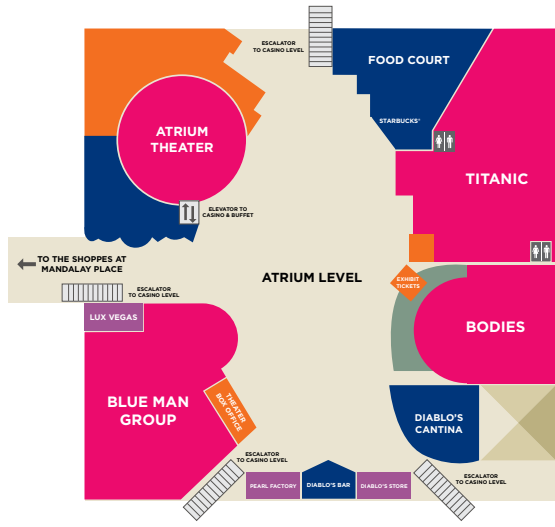 ESCALATOR
TO CASINO LEVEL
FOOD COURT
STARBUCKS®
ATRIUM
THEATER
TITANIC
ELEVATOR TO
CASINO & BUFFET
TO THE SHOPPES AT
MANDALAY PLACE
ATRIUM LEVEL
EXHIBIT
TICKETS
ESCALATOR
TO CASINO LEVEL
LUX VEGAS
BODIES
BLUE MAN
GROUP
THEATER
BOX OFFICE
DIABLO'S
CANTINA
ESCALATOR
TO CASINO LEVEL
ESCALATOR
TO CASINO LEVEL
PEARL FACTORY
DIABLO'S BAR
DIABLO'S STORE